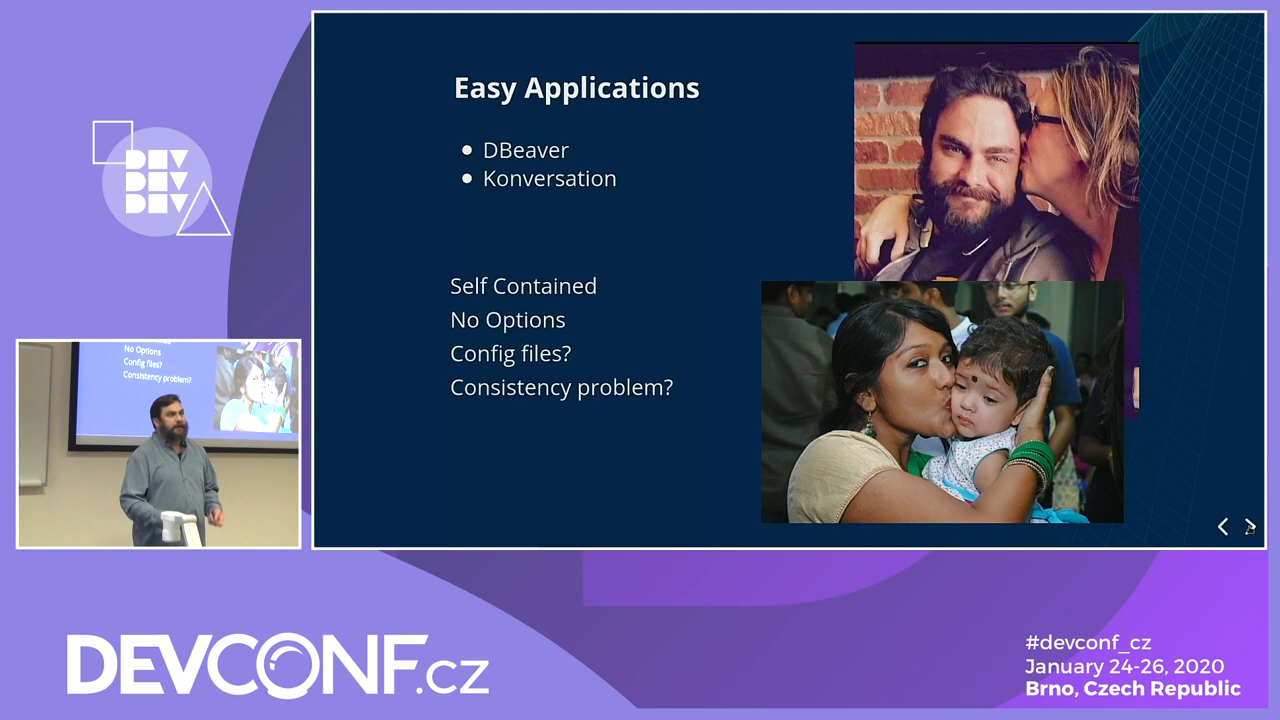 DEV
DEV
DEV
Easy Applications
DBeaver
Konversation
Self Contained
No Options
Config files?
Consistency problem?
No Options
Config files?
Consistency problem?
DEVCONF.cz
#devconf_cz
January 24-26, 2020
Brno, Czech Republic